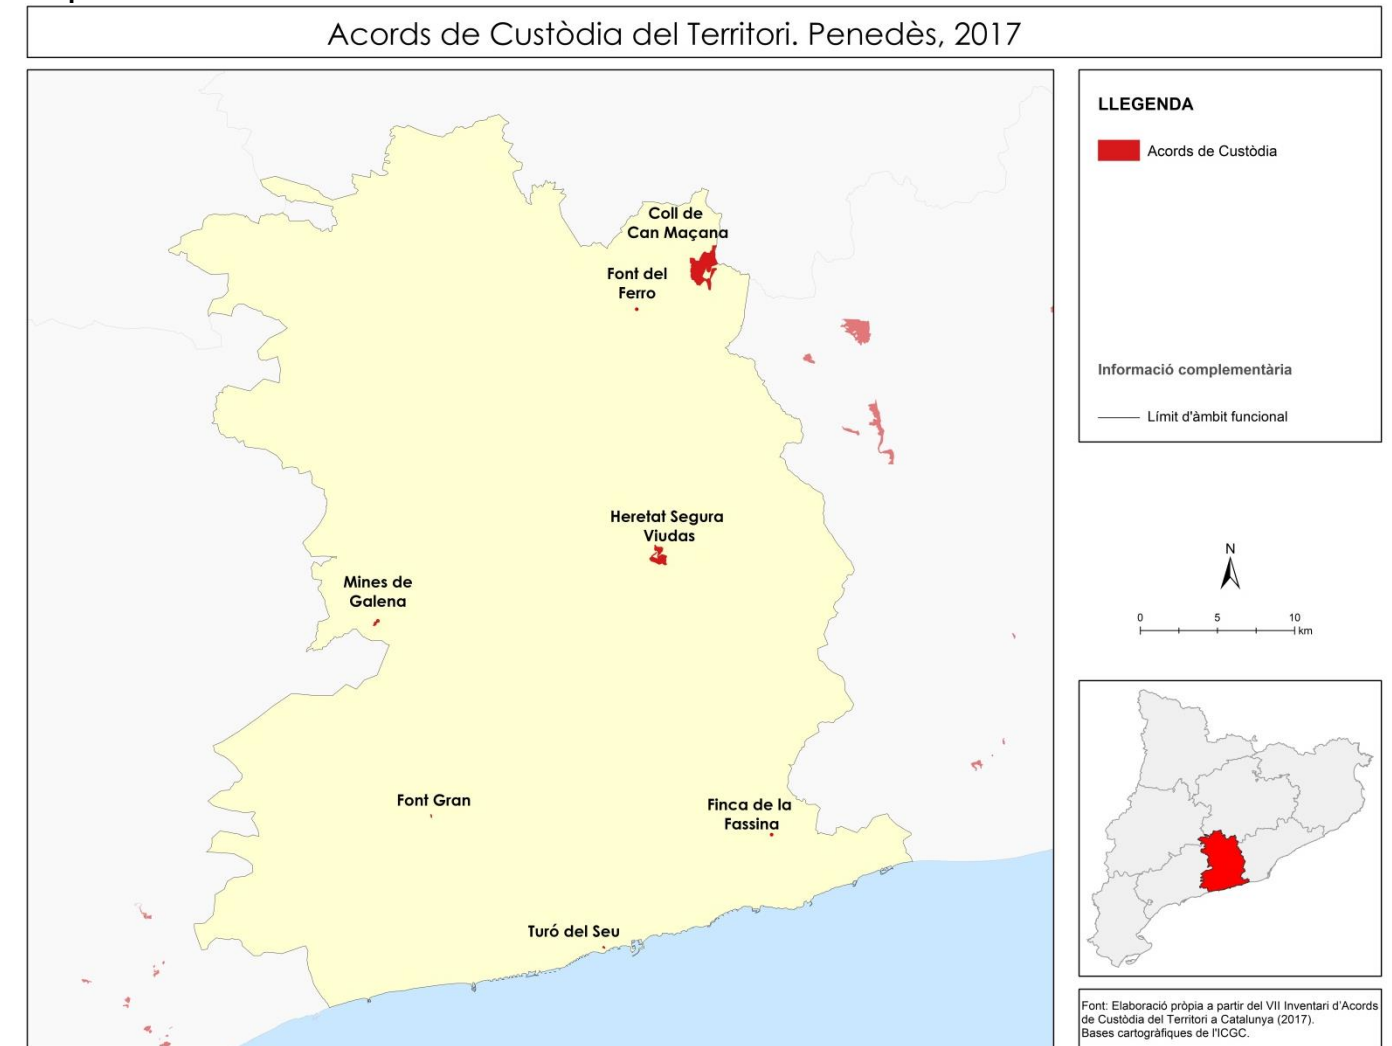 Acords de Custòdia del Territori. Penedès, 2017
LLEGENDA
Acords de Custòdia
Informació complementària
Límit d'àmbit funcional
Coll de
Can Maçana
Font del
Ferro
Heretat Segura
Viudas
Mines de
Galena
Font Gran
Finca de la
Fassina
Turó del Seu
N
0 5 10
km
Font: Elaboració pròpia a partir del VII Inventari d'Acords
de Custòdia del Territori a Catalunya (2017).
Bases cartogràfiques de l'ICGC.